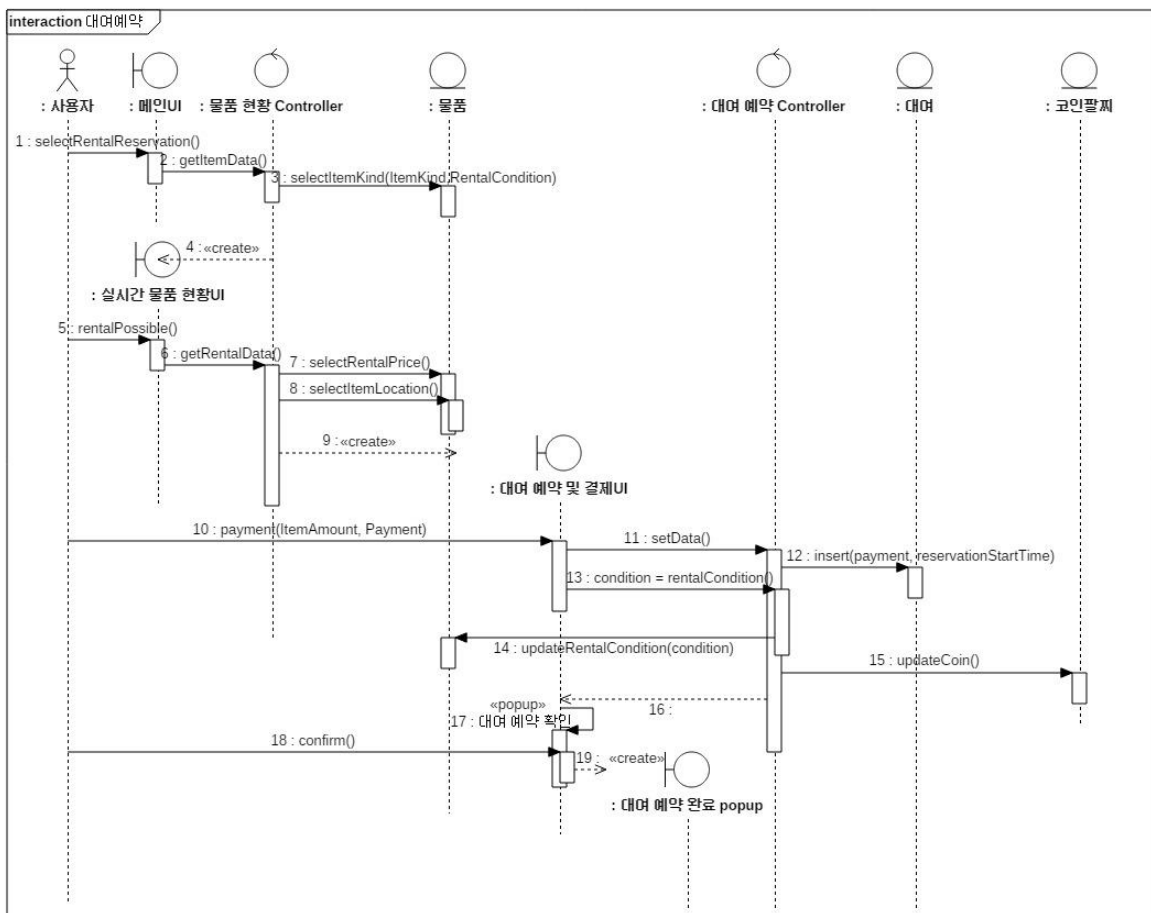 interaction 대여예약
: 사용자
: 메인UI
: 물품 현황 Controller
: 물품
: 대여 예약 Controller
: 대여
: 코인팔찌
1 : selectRentalReservation()
2 : getItemData()
3 : selectItemKind(ItemKind,RentalCondition)
4 : «create»
: 실시간 물품 현황UI
5 : rentalPossible()
6 : getRentalData()
7 : selectRentalPrice()
8 : selectItemLocation()
9 : «create»
: 대여 예약 및 결제UI
10 : payment(ItemAmount, Payment)
11 : setData()
12 : insert(payment, reservationStartTime)
13 : condition = rentalCondition()
14 : updateRentalCondition(condition)
15 : updateCoin()
16 :
«popup»
17 : 대여 예약 확인
18 : confirm()
19 : «create»
: 대여 예약 완료 popup